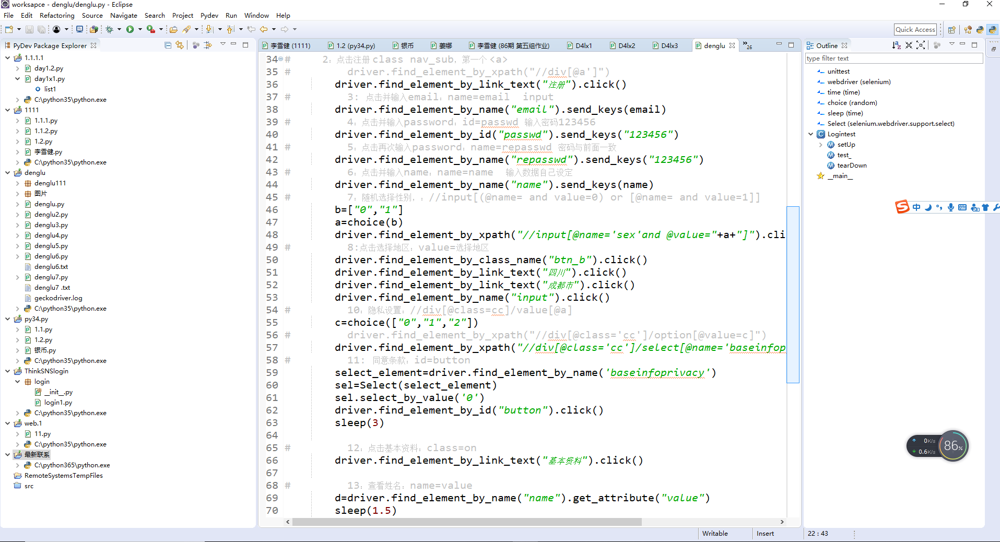 worksapce - denglu/denglu.py - Eclipse
File Edit Refactoring Source Navigate Search Project Pydev Run Window Help
Quick Access
PyDev Package Explorer
1.1.1.1
day1.2.py
day1x1.py
list1
C:\python35\python.exe
1111
1.1.1.py
1.1.2.py
1.2.py
李雪健.py
C:\python35\python.exe
denglu
denglu111
图片
denglu.py
denglu2.py
denglu3.py
denglu4.py
denglu5.py
denglu6.py
denglu6.txt
denglu7.py
denglu7 .txt
geckodriver.log
C:\python35\python.exe
py34.py
1.1.py
1.2.py
银币.py
C:\python35\python.exe
ThinkSNSlogin
login
__init__.py
login1.py
C:\python35\python.exe
web.1
11.py
C:\python35\python.exe
最新联系
C:\python365\python.exe
RemoteSystemsTempFiles
src
李雪健 (1111) 1.2 (py34.py) 银币 姜娜 李雪健 (86期 第五组作业) D4lx1 D4lx2 D4lx3 denglu »26
34 # 2：点击注册 class nav_sub，第一个 <a>
35 # driver.find_element_by_xpath("//div[@a']")
36 driver.find_element_by_link_text("注册").click()
37 # 3: 点击并输入email：name=email input
38 driver.find_element_by_name("email").send_keys(email)
39 # 4：点击并输入password：id=passwd 输入密码123456
40 driver.find_element_by_id("passwd").send_keys("123456")
41 # 5：点击再次输入password：name=repasswd 密码与前面一致
42 driver.find_element_by_name("repasswd").send_keys("123456")
43 # 6：点击并输入name：name=name 输入数据自己设定
44 driver.find_element_by_name("name").send_keys(name)
45 # 7：随机选择性别，：//input[(@name= and value=0) or [@name= and value=1]]
46 b=["0","1"]
47 a=choice(b)
48 driver.find_element_by_xpath("//input[@name='sex'and @value="+a+"]").cli
49 # 8:点击选择地区：value=选择地区
50 driver.find_element_by_class_name("btn_b").click()
51 driver.find_element_by_link_text("四川").click()
52 driver.find_element_by_link_text("成都市").click()
53 driver.find_element_by_name("input").click()
54 # 10：隐私设置：//div[@class=cc]/value[@a]
55 c=choice(["0","1","2"])
56 # driver.find_element_by_xpath("//div[@class='cc']/option[@value=c]")
57 driver.find_element_by_xpath("//div[@class='cc']/select[@name='baseinfop
58 # 11: 同意条款：id=button
59 select_element=driver.find_element_by_name('baseinfoprivacy')
60 sel=Select(select_element)
61 sel.select_by_value('0')
62 driver.find_element_by_id("button").click()
63 sleep(3)
64
65 # 12：点击基本资料：class=on
66 driver.find_element_by_link_text("基本资料").click()
67
68 # 13：查看姓名：name=value
69 d=driver.find_element_by_name("name").get_attribute("value")
70 sleep(1.5)
Outline
type filter text
unittest
webdriver (selenium)
time (time)
choice (random)
sleep (time)
Select (selenium.webdriver.support.select)
Logintest
setUp
test_
tearDown
__main__
中
0K/s
0.6K/s
86%
Writable Insert 22 : 43